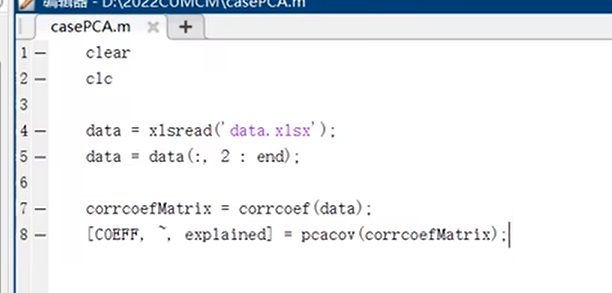 编辑器 - D:\2022CUMCM\casePCA.m
casePCA.m
1 clear
2 clc
3
4 data = xlsread('data.xlsx');
5 data = data(:, 2 : end);
6
7 corrcoefMatrix = corrcoef(data);
8 [COEFF, ~, explained] = pcacov(corrcoefMatrix);